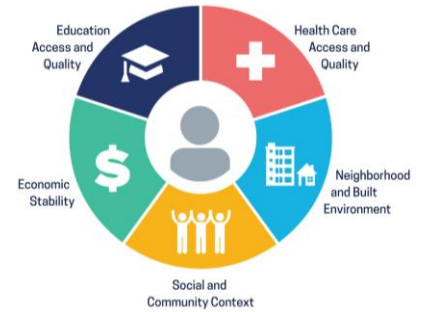 Education
Access and
Quality
Health Care
Access and
Quality
Economic
Stability
Neighborhood
and Built
Environment
Social and
Community Context